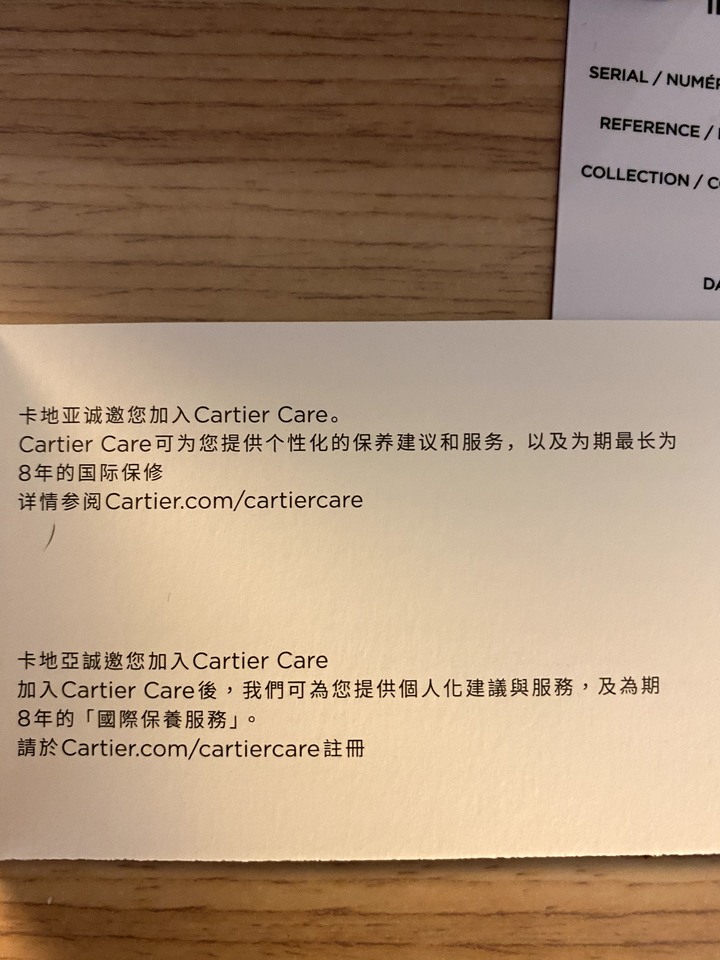 SERIAL /
REFERENCE /
COLLECTION /
卡地亚诚邀您加入Cartier Care。
Cartier Care可为您提供个性化的保养建议和服务，以及为期最长为
8年的国际保修
详情参阅Cartier.com/cartiercare
卡地亞誠邀您加入Cartier Care
加入Cartier Care後，我們可為您提供個人化建議與服務，及為期
8年的「國際保養服務」。
請於Cartier.com/cartiercare註冊